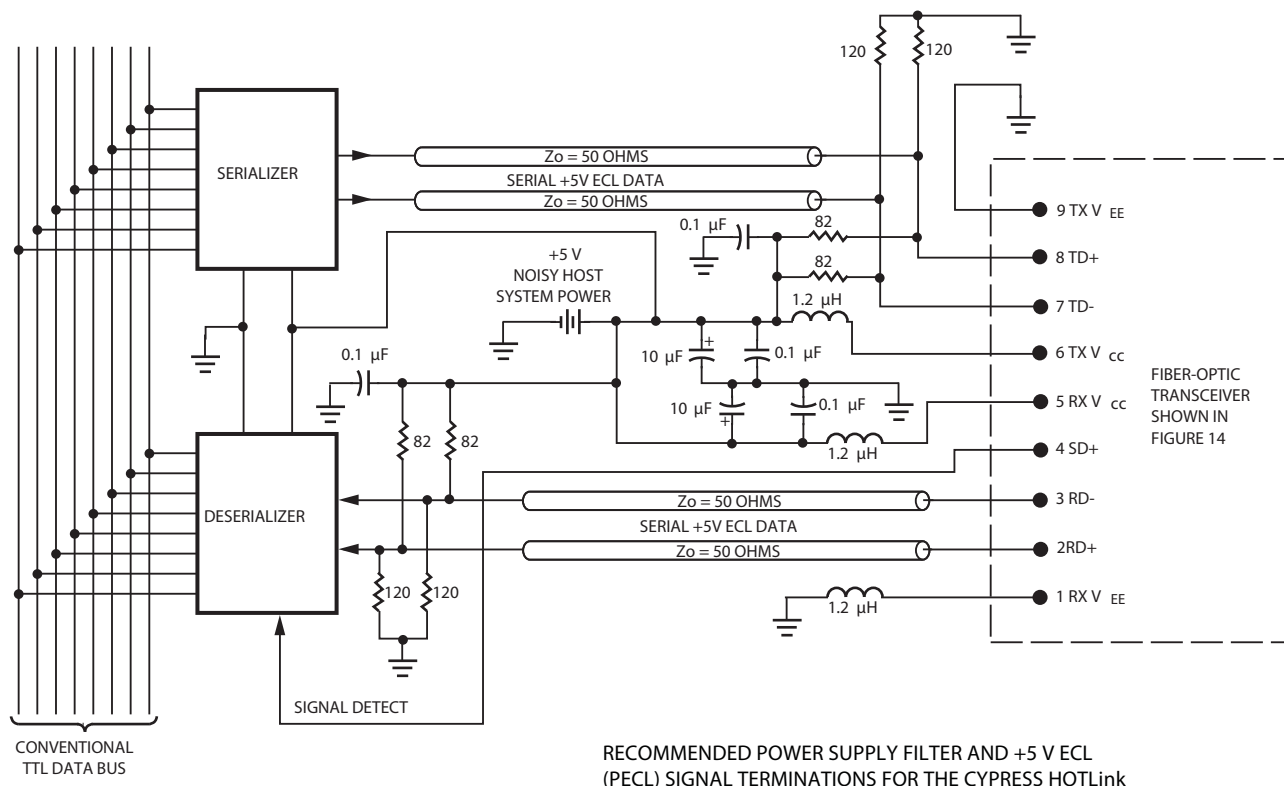 120
120
SERIALIZER
Zo = 50 OHMS
SERIAL +5V ECL DATA
Zo = 50 OHMS
9 TX V EE
0.1 µF
82
8 TD+
+5 V
NOISY HOST
SYSTEM POWER
82
7 TD-
1.2 µH
10 µF
+
0.1 µF
6 TX V CC
0.1 µF
FIBER-OPTIC
TRANSCEIVER
SHOWN IN
FIGURE 14
10 µF
+
0.1 µF
5 RX V CC
82
82
1.2 µH
4 SD+
DESERIALIZER
Zo = 50 OHMS
3 RD-
SERIAL +5V ECL DATA
Zo = 50 OHMS
2RD+
120
120
1.2 µH
1 RX V EE
SIGNAL DETECT
CONVENTIONAL
TTL DATA BUS
RECOMMENDED POWER SUPPLY FILTER AND +5 V ECL
(PECL) SIGNAL TERMINATIONS FOR THE CYPRESS HOTLink